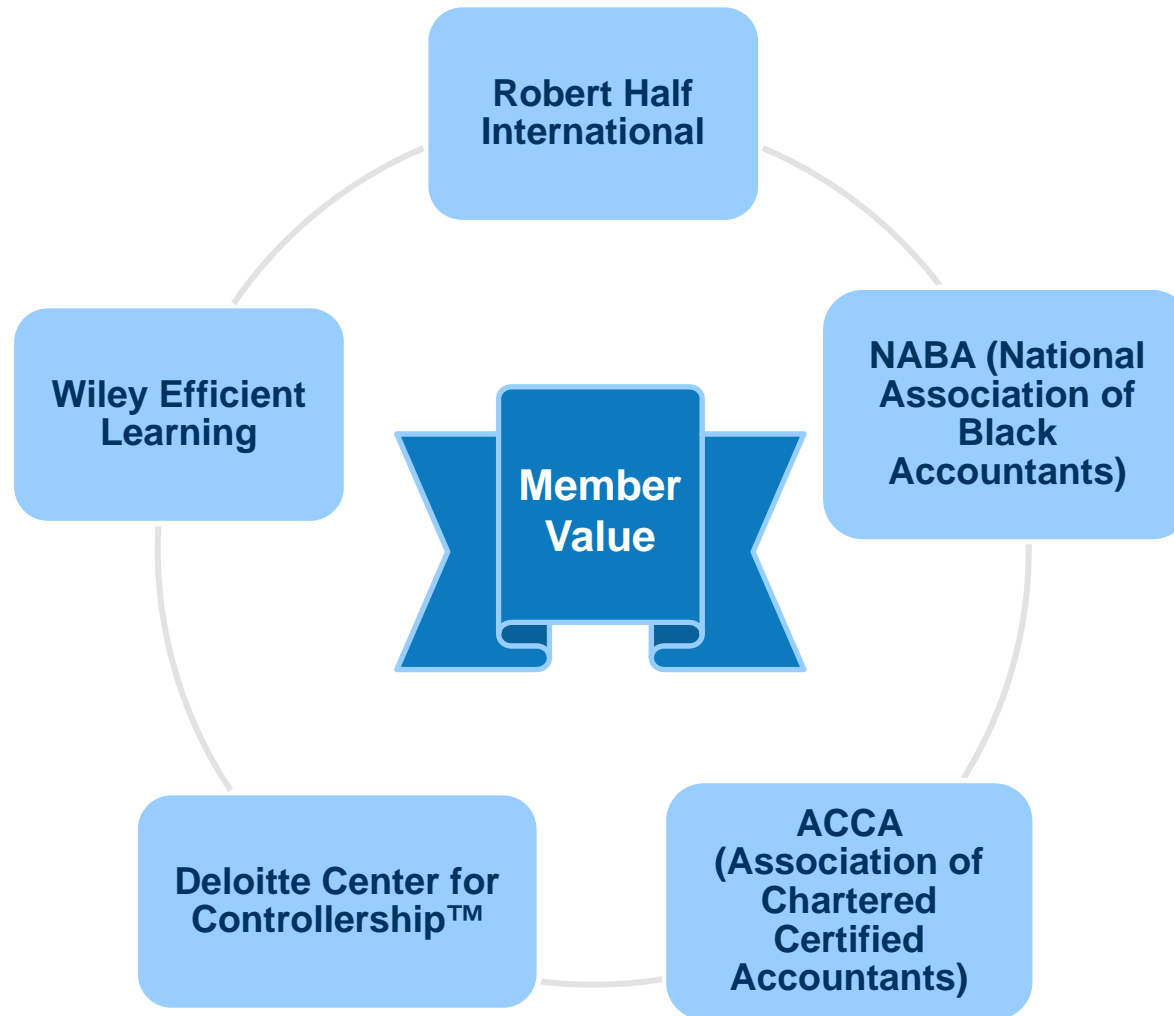 Robert Half
International
NABA (National
Association of
Black
Accountants)
Wiley Efficient
Learning
Member
Value
ACCA
(Association of
Chartered
Certified
Accountants)
Deloitte Center for
Controllership™